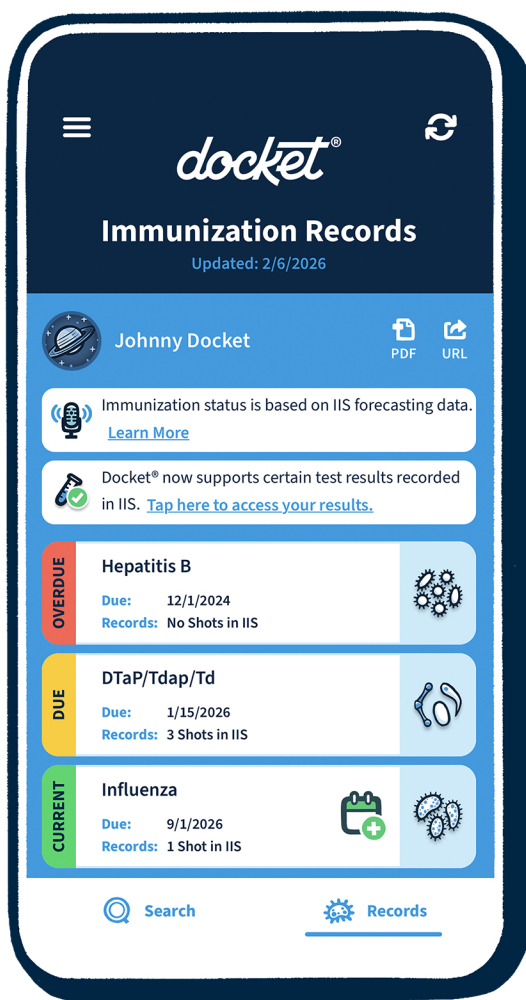 docket®
Immunization Records
Updated: 2/6/2026
Johnny Docket
PDF
URL
Immunization status is based on IIS forecasting data.
Learn More
Docket® now supports certain test results recorded
in IIS. Tap here to access your results.
OVERDUE
Hepatitis B
Due: 12/1/2024
Records: No Shots in IIS
DUE
DTaP/Tdap/Td
Due: 1/15/2026
Records: 3 Shots in IIS
CURRENT
Influenza
Due: 9/1/2026
Records: 1 Shot in IIS
Search
Records